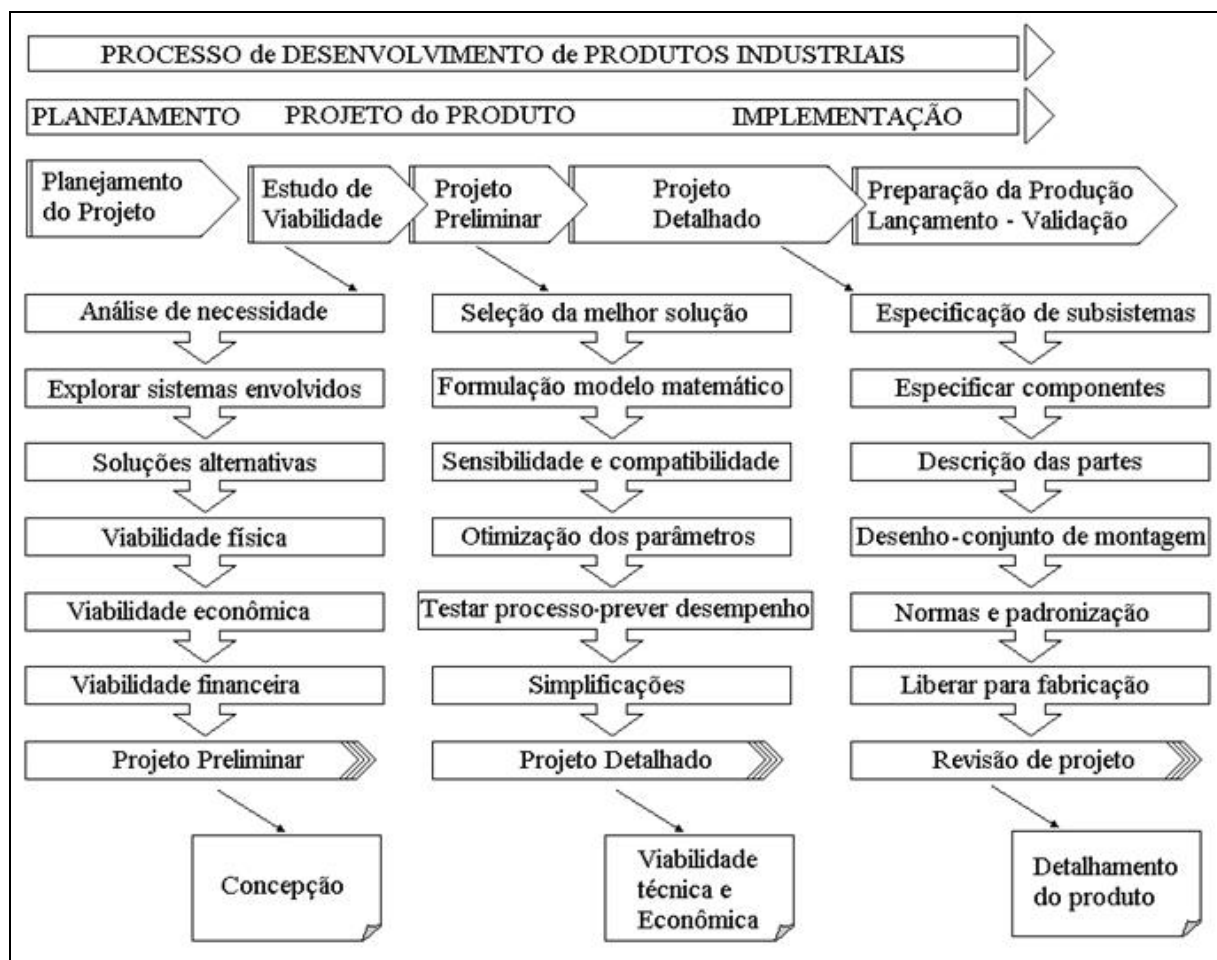 PROCESSO de DESENVOLVIMENTO de PRODUTOS INDUSTRIAIS
PLANEJAMENTO PROJETO do PRODUTO IMPLEMENTAÇÃO
Planejamento
do Projeto
Estudo de
Viabilidade
Projeto
Preliminar
Projeto
Detalhado
Preparação da Produção
Lançamento - Validação
Análise de necessidade
Explorar sistemas envolvidos
Soluções alternativas
Viabilidade física
Viabilidade econômica
Viabilidade financeira
Projeto Preliminar
Concepção
Seleção da melhor solução
Formulação modelo matemático
Sensibilidade e compatibilidade
Otimização dos parâmetros
Testar processo-prever desempenho
Simplificações
Projeto Detalhado
Viabilidade
técnica e
Econômica
Especificação de subsistemas
Especificar componentes
Descrição das partes
Desenho-conjunto de montagem
Normas e padronização
Liberar para fabricação
Revisão de projeto
Detalhamento
do produto